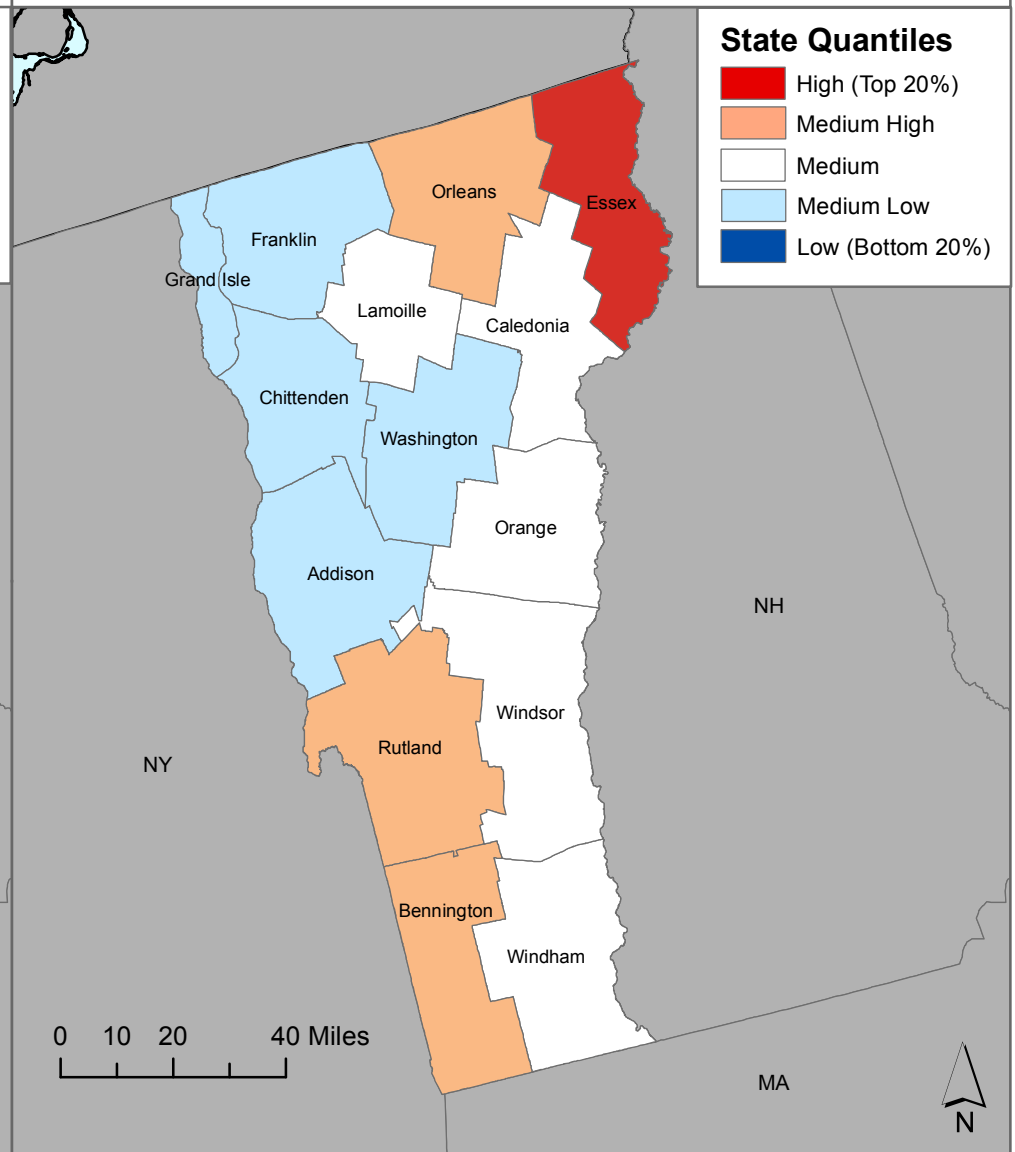 State Quantiles
High (Top 20%)
Medium High
Medium
Medium Low
Low (Bottom 20%)
Orleans
Essex
Franklin
Grand Isle
Lamoille
Caledonia
Chittenden
Washington
Orange
Addison
NH
Windsor
Rutland
NY
Bennington
Windham
0 10 20 40 Miles
MA
N